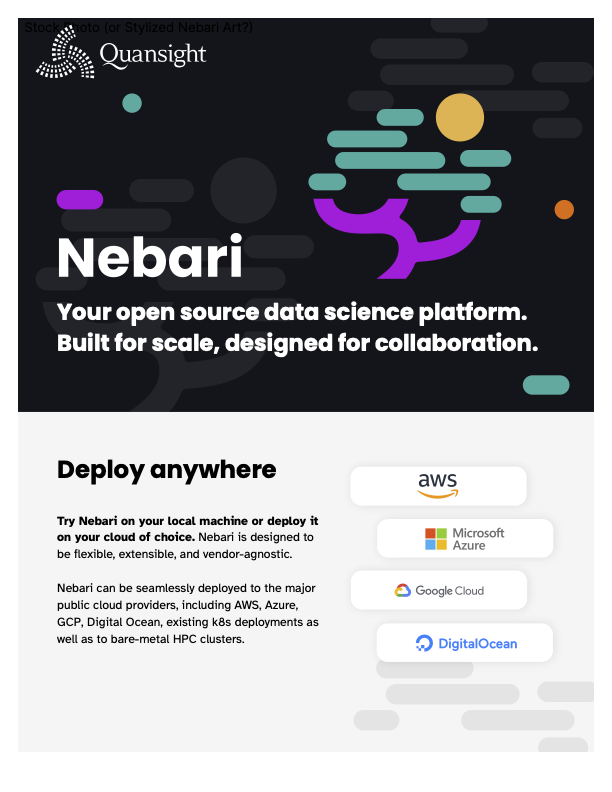 Stock Photo (or Stylized Nebari Art?)
Quansight
Nebari
Your open source data science platform.
Built for scale, designed for collaboration.
Deploy anywhere
Try Nebari on your local machine or deploy it
on your cloud of choice. Nebari is designed to
be flexible, extensible, and vendor-agnostic.
Nebari can be seamlessly deployed to the major
public cloud providers, including AWS, Azure,
GCP, Digital Ocean, existing k8s deployments as
well as to bare-metal HPC clusters.
aws
Microsoft
Azure
Google Cloud
DigitalOcean